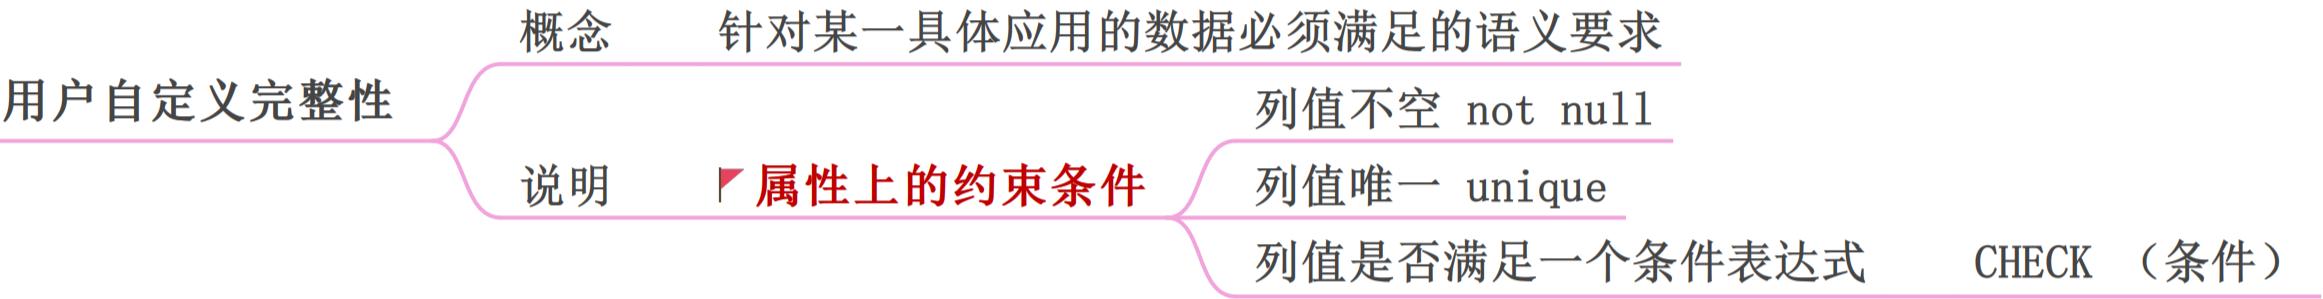 用户自定义完整性
概念
针对某一具体应用的数据必须满足的语义要求
说明
属性上的约束条件
列值不空 not null
列值唯一 unique
列值是否满足一个条件表达式
CHECK （条件）